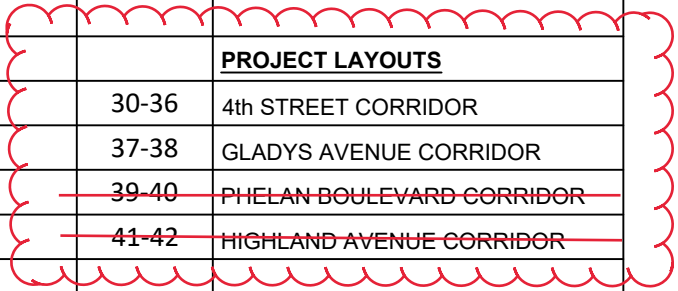 PROJECT LAYOUTS
30-36 4th STREET CORRIDOR
37-38 GLADYS AVENUE CORRIDOR
39-40 PHELAN BOULEVARD CORRIDOR
41-42 HIGHLAND AVENUE CORRIDOR